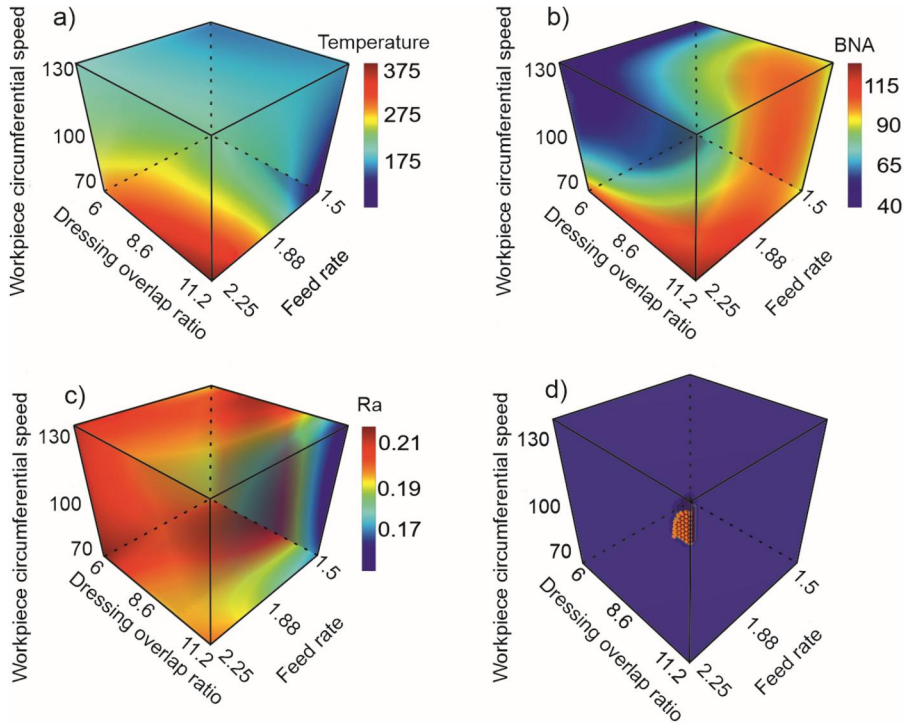 a)
Temperature
375
275
175
Workpiece circumferential speed
130
100
70
6
8.6
11.2
Dressing overlap ratio
2.25
1.88
1.5
Feed rate
b)
BNA
115
90
65
40
Workpiece circumferential speed
130
100
70
6
8.6
11.2
Dressing overlap ratio
2.25
1.88
1.5
Feed rate
c)
Ra
0.21
0.19
0.17
Workpiece circumferential speed
130
100
70
6
8.6
11.2
Dressing overlap ratio
2.25
1.88
1.5
Feed rate
d)
Workpiece circumferential speed
130
100
70
6
8.6
11.2
Dressing overlap ratio
2.25
1.88
1.5
Feed rate